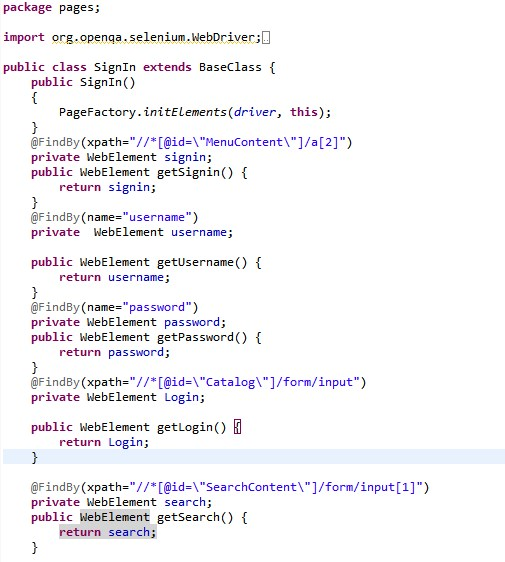 package pages;
import org.openqa.selenium.WebDriver;
public class SignIn extends BaseClass {
public SignIn()
{
PageFactory.initElements(driver, this);
}
@FindBy(xpath="//*[@id=\"MenuContent\"]/a[2]")
private WebElement signin;
public WebElement getSignin() {
return signin;
}
@FindBy(name="username")
private  WebElement username;
public WebElement getUsername() {
return username;
}
@FindBy(name="password")
private WebElement password;
public WebElement getPassword() {
return password;
}
@FindBy(xpath="//*[@id=\"Catalog\"]/form/input")
private WebElement Login;
public WebElement getLogin() {
return Login;
}
@FindBy(xpath="//*[@id=\"SearchContent\"]/form/input[1]")
private WebElement search;
public WebElement getSearch() {
return search;
}